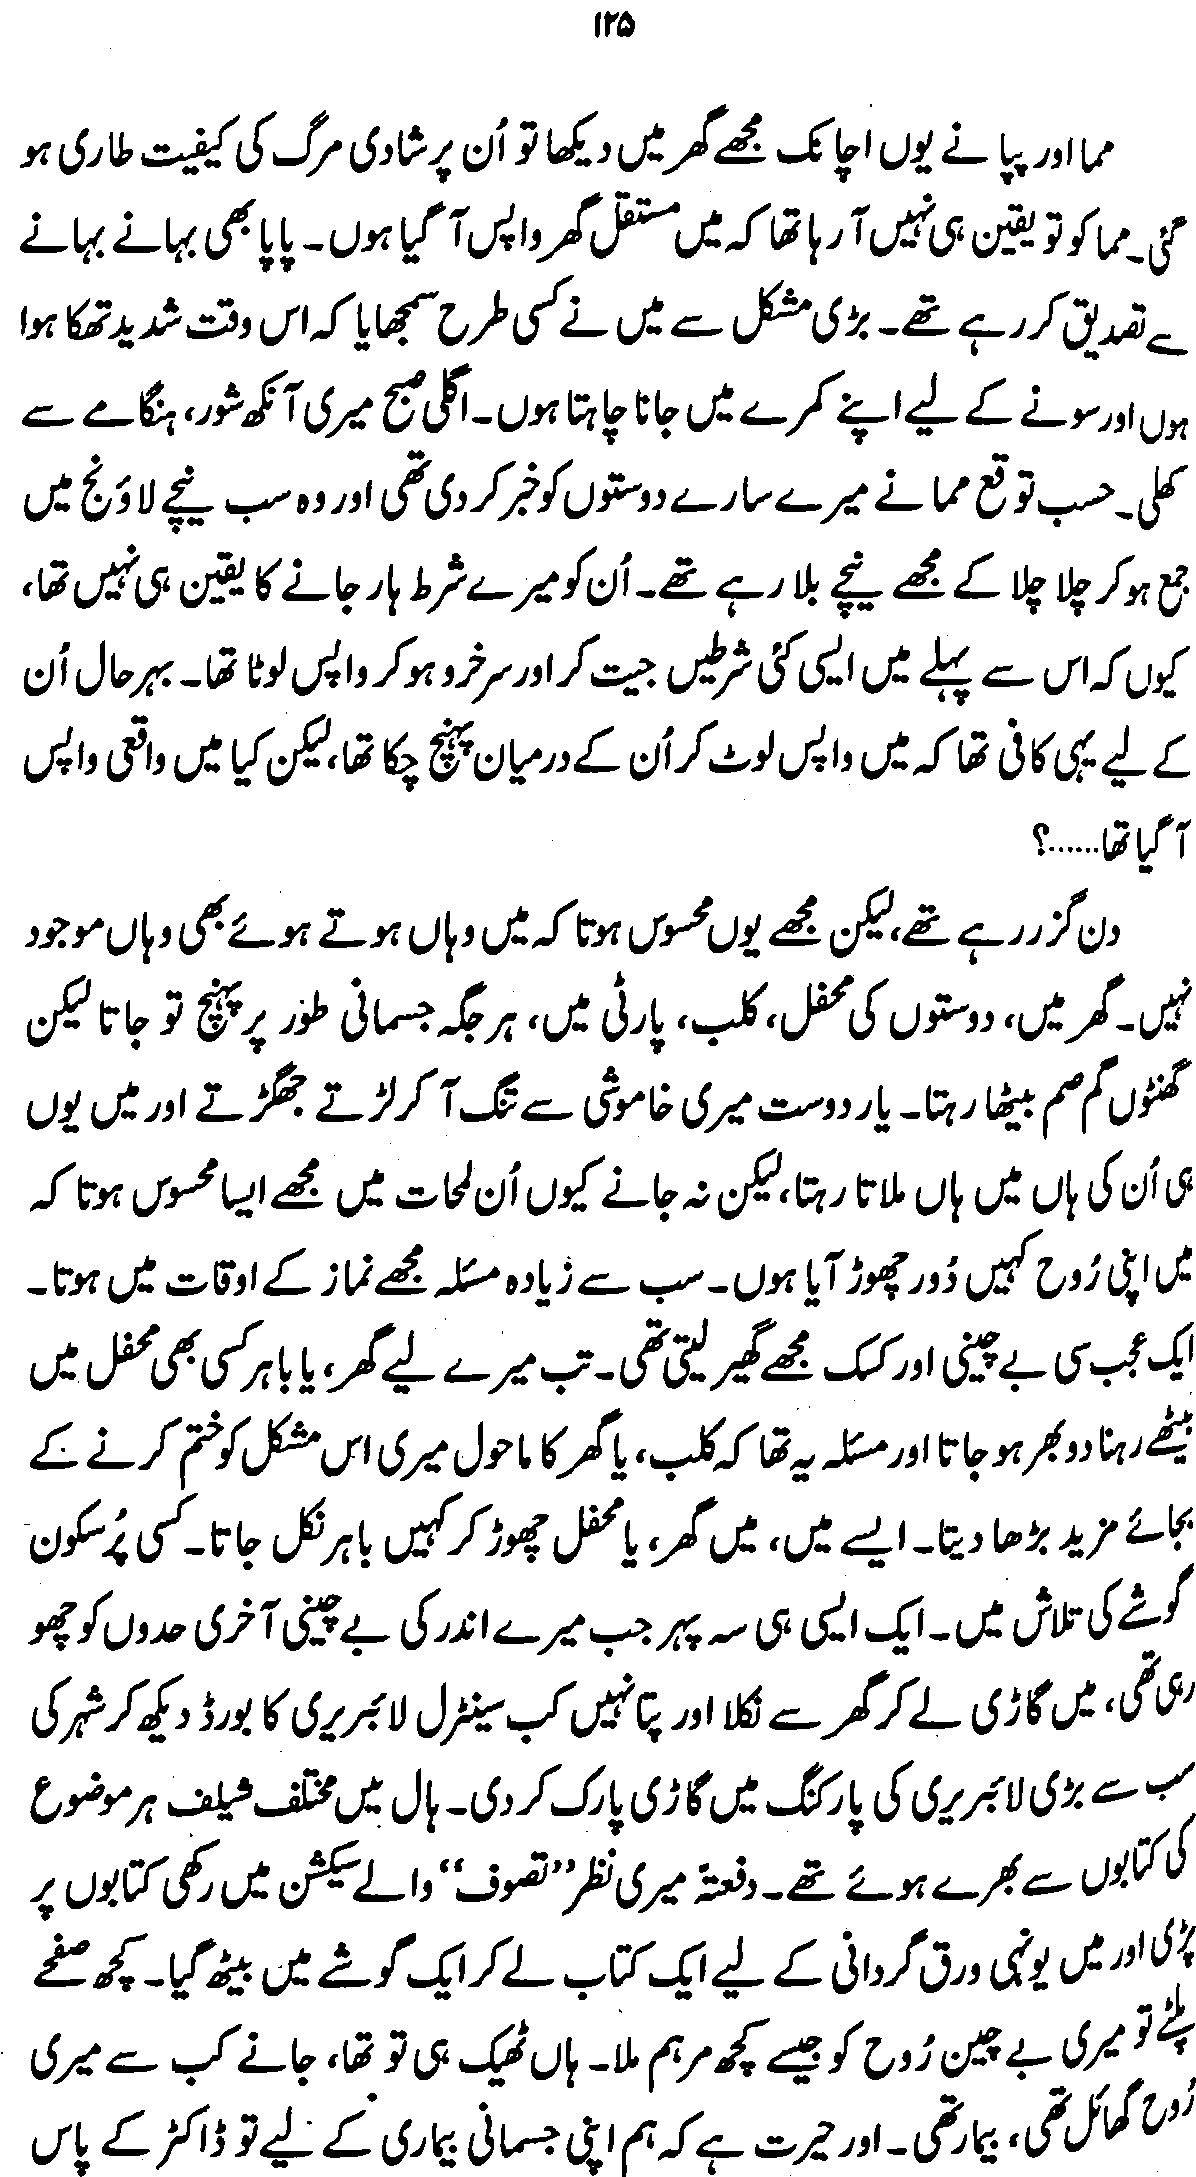 ۱۲۵
مما اور پپا نے یوں اچانک مجھے گھر میں دیکھا تو اُن پر شادی مرگ کی کیفیت طاری ہو
گئی۔ مما کو تو یقین ہی نہیں آ رہا تھا کہ میں مستقل گھر واپس آ گیا ہوں۔ پاپا بھی بہانے بہانے
سے تصدیق کر رہے تھے۔ بڑی مشکل سے میں نے کسی طرح سمجھایا کہ اس وقت شدید تھکا ہوا
ہوں اور سونے کے لیے اپنے کمرے میں جانا چاہتا ہوں۔ اگلی صبح میری آنکھ شور، ہنگامے سے
کھلی۔ حسب توقع مما نے میرے سارے دوستوں کو خبر کر دی تھی اور وہ سب نیچے لاؤنج میں
جمع ہو کر چلا چلا کے مجھے نیچے بلا رہے تھے۔ اُن کو میرے شرط ہار جانے کا یقین ہی نہیں تھا،
کیوں کہ اس سے پہلے میں ایسی کئی شرطیں جیت کر اور سرخرو ہو کر واپس لوٹا تھا۔ بہرحال اُن
کے لیے یہی کافی تھا کہ میں واپس لوٹ کر اُن کے درمیان پہنچ چکا تھا، لیکن کیا میں واقعی واپس
آ گیا تھا......؟
دن گزر رہے تھے، لیکن مجھے یوں محسوس ہوتا کہ میں وہاں ہوتے ہوئے بھی وہاں موجود
نہیں۔ گھر میں، دوستوں کی محفل، کلب، پارٹی میں، ہر جگہ جسمانی طور پر پہنچ تو جاتا لیکن
گھنٹوں گم صم بیٹھا رہتا۔ یار دوست میری خاموشی سے تنگ آ کر لڑتے جھگڑتے اور میں یوں
ہی اُن کی ہاں میں ہاں ملاتا رہتا، لیکن نہ جانے کیوں اُن لمحات میں مجھے ایسا محسوس ہوتا کہ
میں اپنی رُوح کہیں دُور چھوڑ آیا ہوں۔ سب سے زیادہ مسئلہ مجھے نماز کے اوقات میں ہوتا۔
ایک عجب سی بے چینی اور کسک مجھے گھیر لیتی تھی۔ تب میرے لیے گھر، یا باہر کسی بھی محفل میں
بیٹھے رہنا دوبھر ہو جاتا اور مسئلہ یہ تھا کہ کلب، یا گھر کا ماحول میری اس مشکل کو ختم کرنے کے
بجائے مزید بڑھا دیتا۔ ایسے میں، میں گھر، یا محفل چھوڑ کر کہیں باہر نکل جاتا۔ کسی پُرسکون
گوشے کی تلاش میں۔ ایک ایسی ہی سہ پہر جب میرے اندر کی بے چینی آخری حدوں کو چھو
رہی تھی، میں گاڑی لے کر گھر سے نکلا اور پتا نہیں کب سینٹرل لائبریری کا بورڈ دیکھ کر شہر کی
سب سے بڑی لائبریری کی پارکنگ میں گاڑی پارک کر دی۔ ہال میں مختلف شیلف ہر موضوع
کی کتابوں سے بھرے ہوئے تھے۔ دفعتہً میری نظر ”تصوف“ والے سیکشن میں رکھی کتابوں پر
پڑی اور میں یونہی ورق گردانی کے لیے ایک کتاب لے کر ایک گوشے میں بیٹھ گیا۔ کچھ صفحے
پلٹے تو میری بے چین رُوح کو جیسے کچھ مرہم ملا۔ ہاں ٹھیک ہی تو تھا، جانے کب سے میری
رُوح گھائل تھی، بیمار تھی۔ اور حیرت ہے کہ ہم اپنی جسمانی بیماری کے لیے تو ڈاکٹر کے پاس